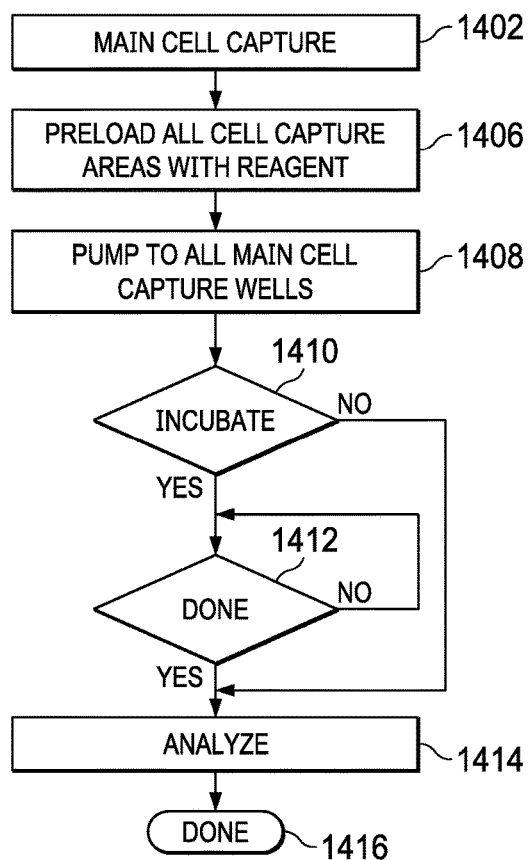 MAIN CELL CAPTURE
1402
PRELOAD ALL CELL CAPTURE
AREAS WITH REAGENT
1406
PUMP TO ALL MAIN CELL
CAPTURE WELLS
1408
1410
INCUBATE
NO
YES
1412
DONE
NO
YES
ANALYZE
1414
DONE
1416